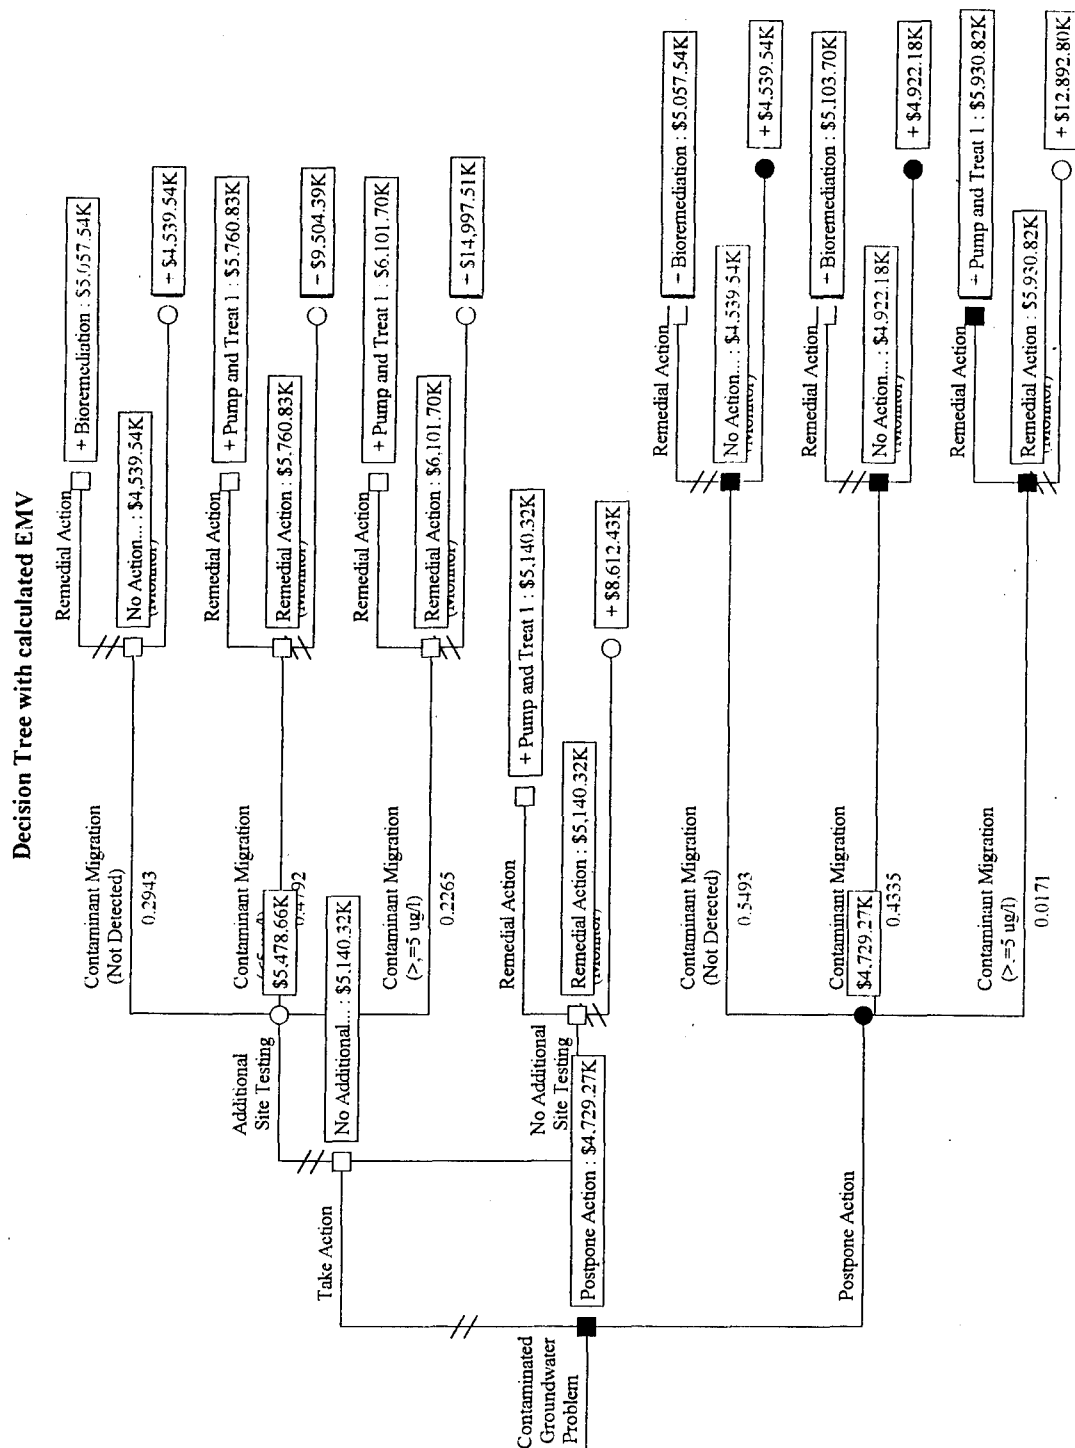 Decision Tree with calculated EMV
Contaminated
Groundwater
Problem
Postpone Action : $4.729.27K
Take Action
No Additional... : $5.140.32K
Additional
Site Testing
$5.478.66K
Contaminant Migration
(Not Detected)
0.2943
No Action... : $4,539.54K
Remedial Action
+ Bioremediation : $5.057.54K
+ $4.539.54K
Contaminant Migration
0.4792
Remedial Action : $5.760.83K
(Monitor)
Remedial Action
+ Pump and Treat 1 : $5.760.83K
- $9.504.39K
Contaminant Migration
(>,=5 ug/l)
0.2265
Remedial Action : $6,101.70K
(Monitor)
Remedial Action
+ Pump and Treat 1 : $6.101.70K
- $14,997.51K
No Additional
Site Testing
Remedial Action : $5,140.32K
Remedial Action
+ Pump and Treat 1 : $5,140.32K
+ $8.612.43K
Postpone Action
$4.729.27K
Contaminant Migration
(Not Detected)
0.5493
No Action... : $4.539 54K
(Monitor)
Remedial Action
- Bioremediation : $5.057.54K
+ $4.539.54K
Contaminant Migration
0.4335
No Action... : $4.922.18K
(Monitor)
Remedial Action
+ Bioremediation : $5.103.70K
+ $4.922.18K
Contaminant Migration
(>.=5 ug/l)
0.0171
Remedial Action : $5.930.82K
(Monitor)
Remedial Action
+ Pump and Treat 1 : $5.930.82K
+ $12.892.80K